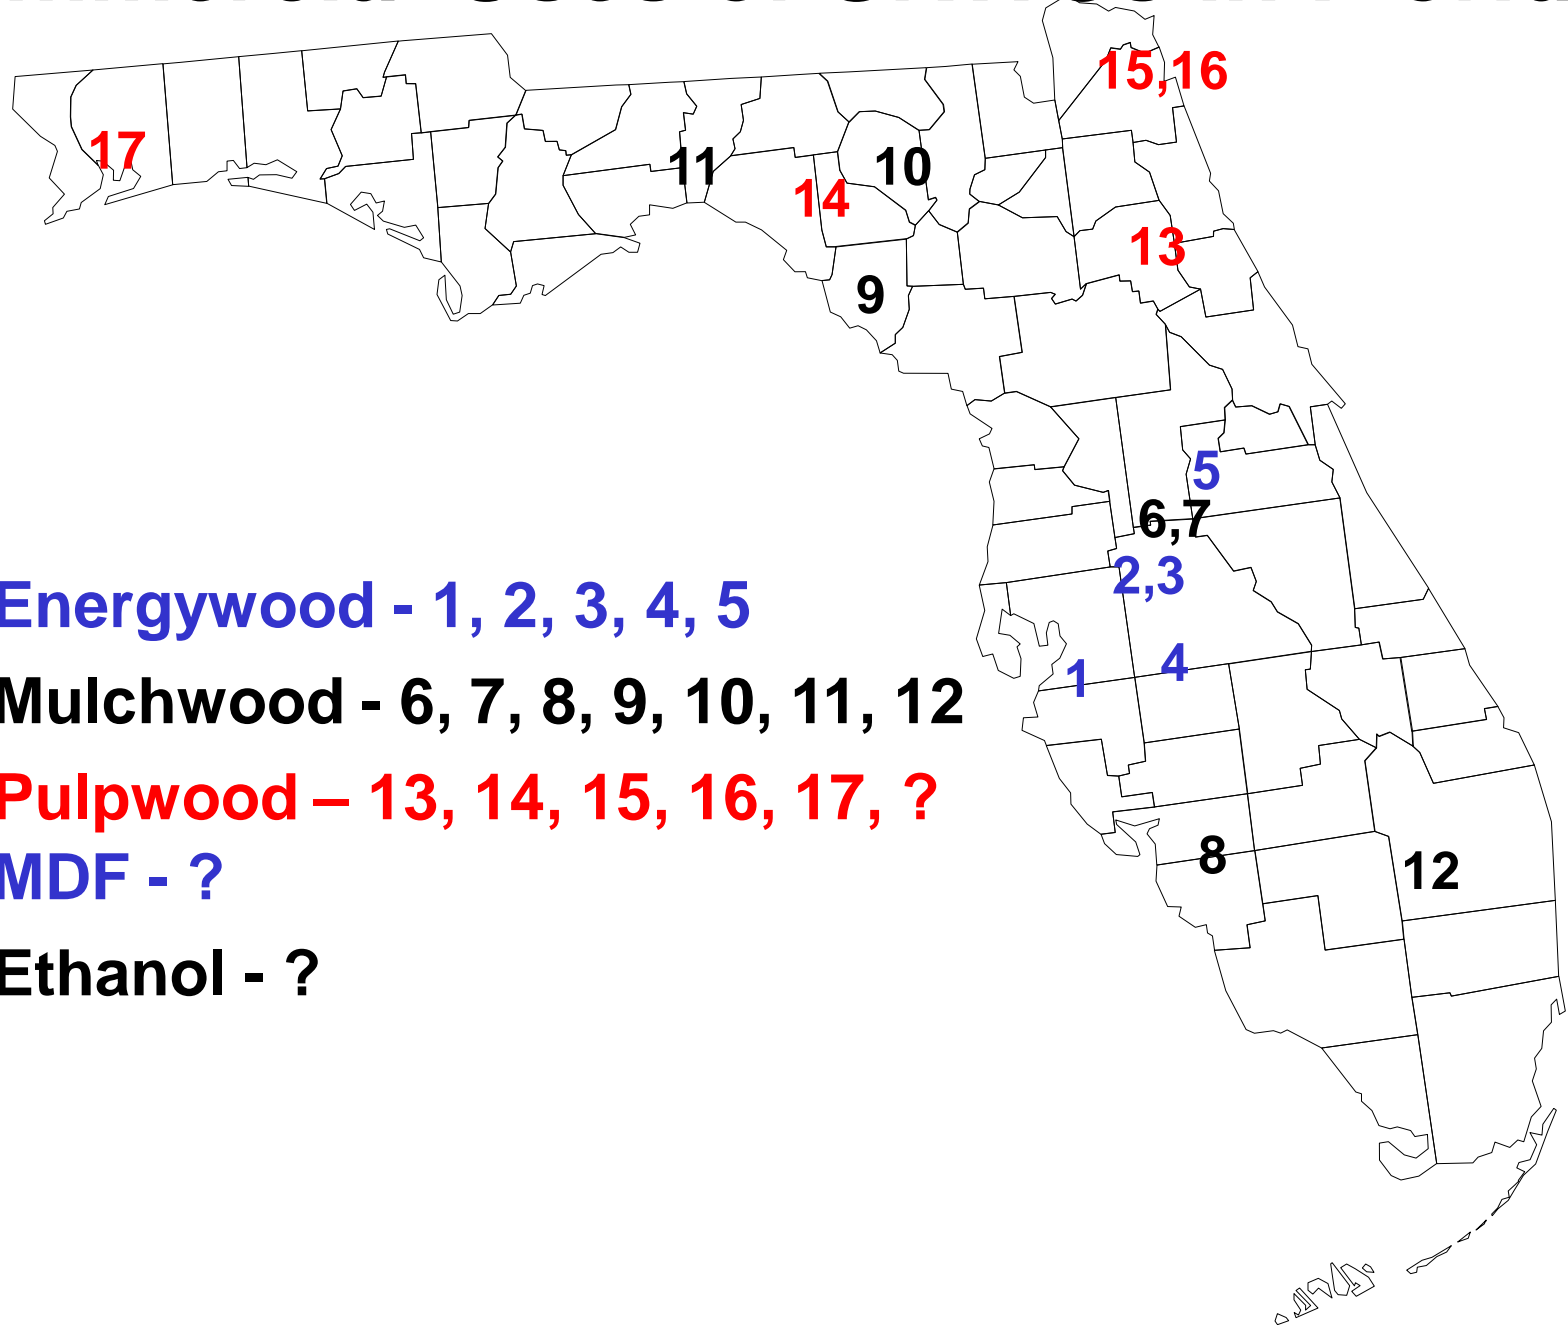 15,16
17
11
10
14
13
9
5
6,7
2,3
Energywood - 1, 2, 3, 4, 5
4
1
Mulchwood - 6, 7, 8, 9, 10, 11, 12
Pulpwood – 13, 14, 15, 16, 17, ?
MDF - ?
8
12
Ethanol - ?